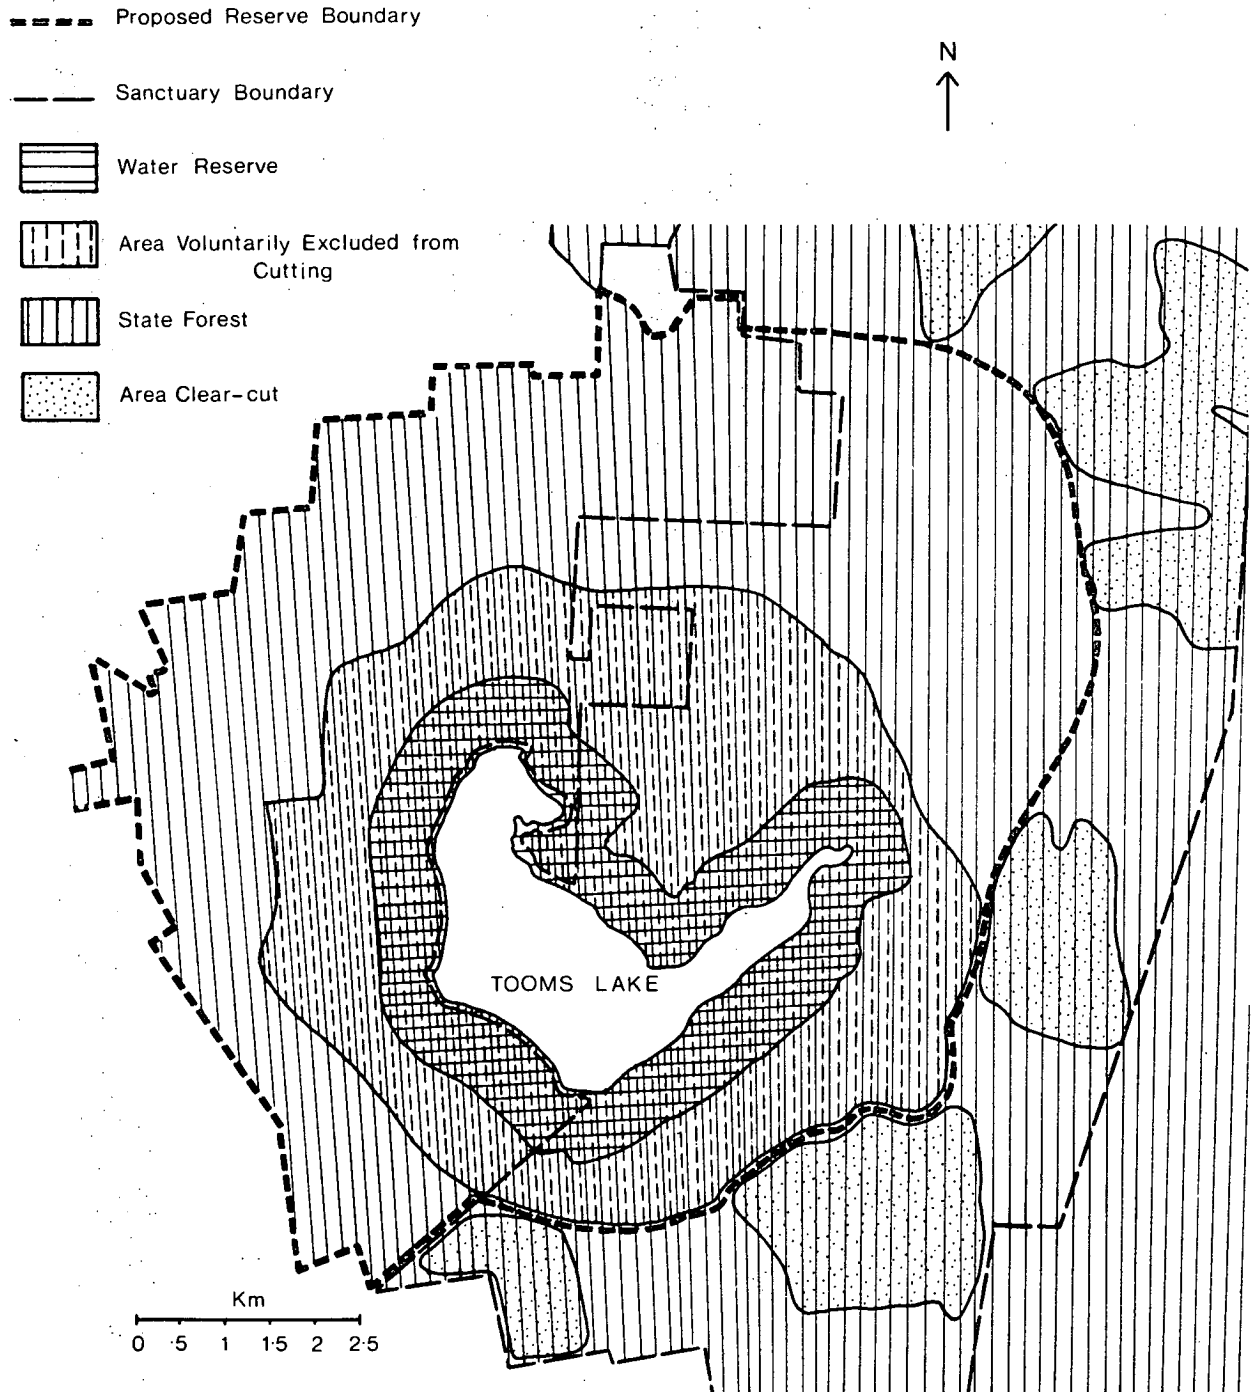 Proposed Reserve Boundary
N
Sanctuary Boundary
Water Reserve
Area Voluntarily Excluded from
Cutting
State Forest
Area Clear-cut
TOOMS LAKE
Km
0 ·5 1 1·5 2 2·5